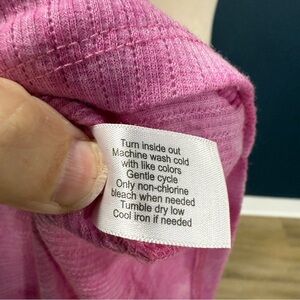 Turn inside out
Machine wash cold
with like colors
Gentle cycle
Only non-chlorine
bleach when needed
Tumble dry low
Cool iron if needed